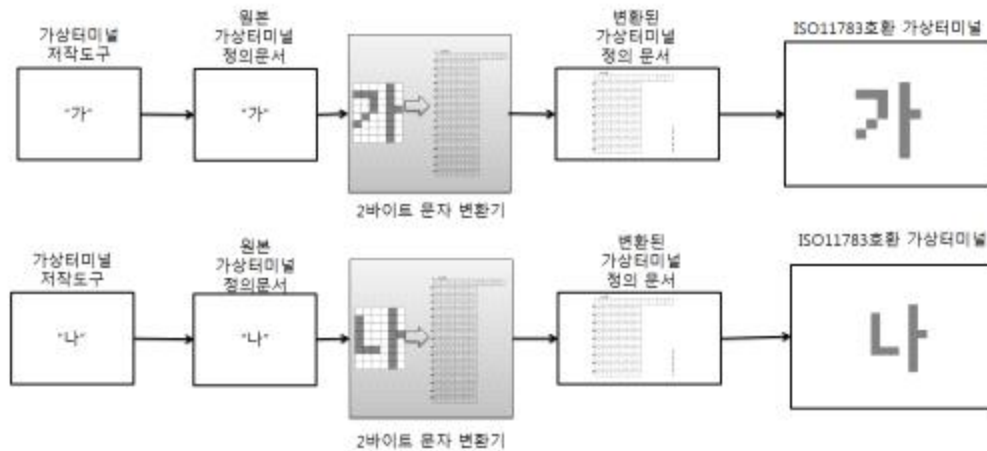 가상터미널
저작도구
"가"
원본
가상터미널
정의문서
"가"
2바이트 문자 변환기
변환된
가상터미널
정의 문서
ISO11783호환 가상터미널
가
가상터미널
저작도구
"나"
원본
가상터미널
정의문서
"나"
2바이트 문자 변환기
변환된
가상터미널
정의 문서
ISO11783호환 가상터미널
나